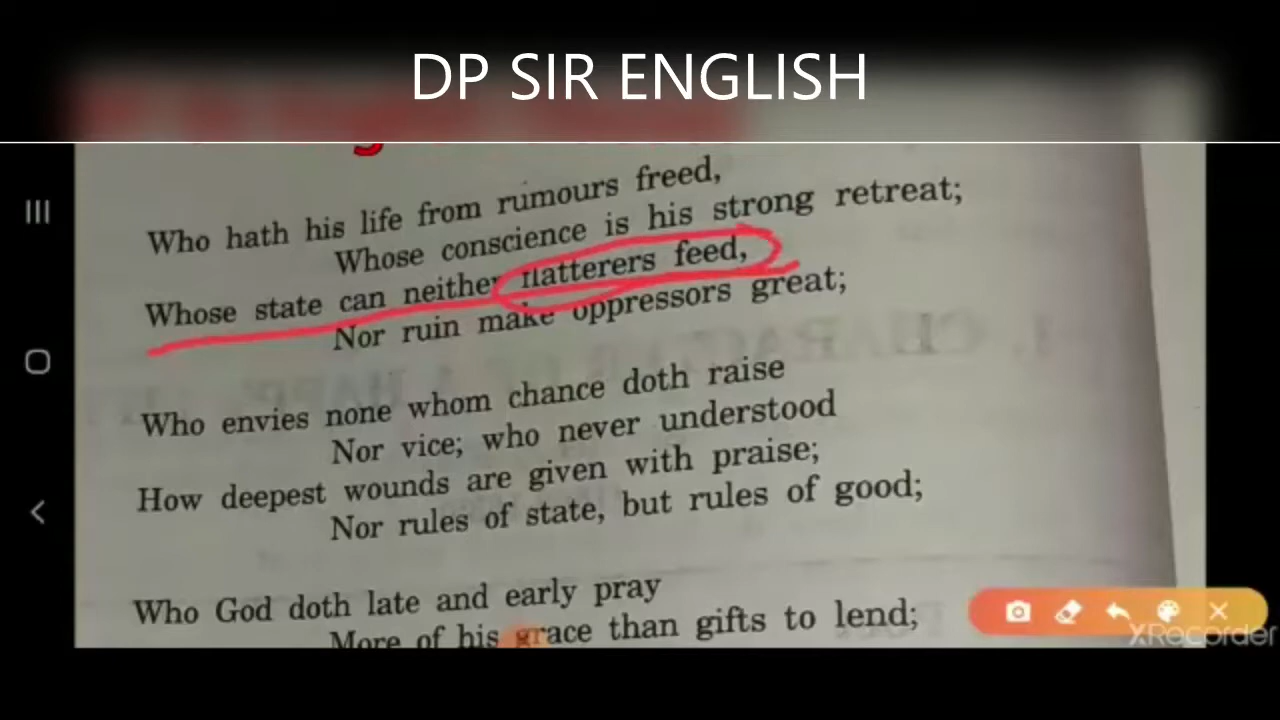 DP SIR ENGLISH
Who hath his life from rumours freed,
Whose conscience is his strong retreat;
Whose state can neither flatterers feed,
Nor ruin make oppressors great;
Who envies none whom chance doth raise
Nor vice; who never understood
How deepest wounds are given with praise;
Nor rules of state, but rules of good;
Who God doth late and early pray
More of his grace than gifts to lend;
XRecorder